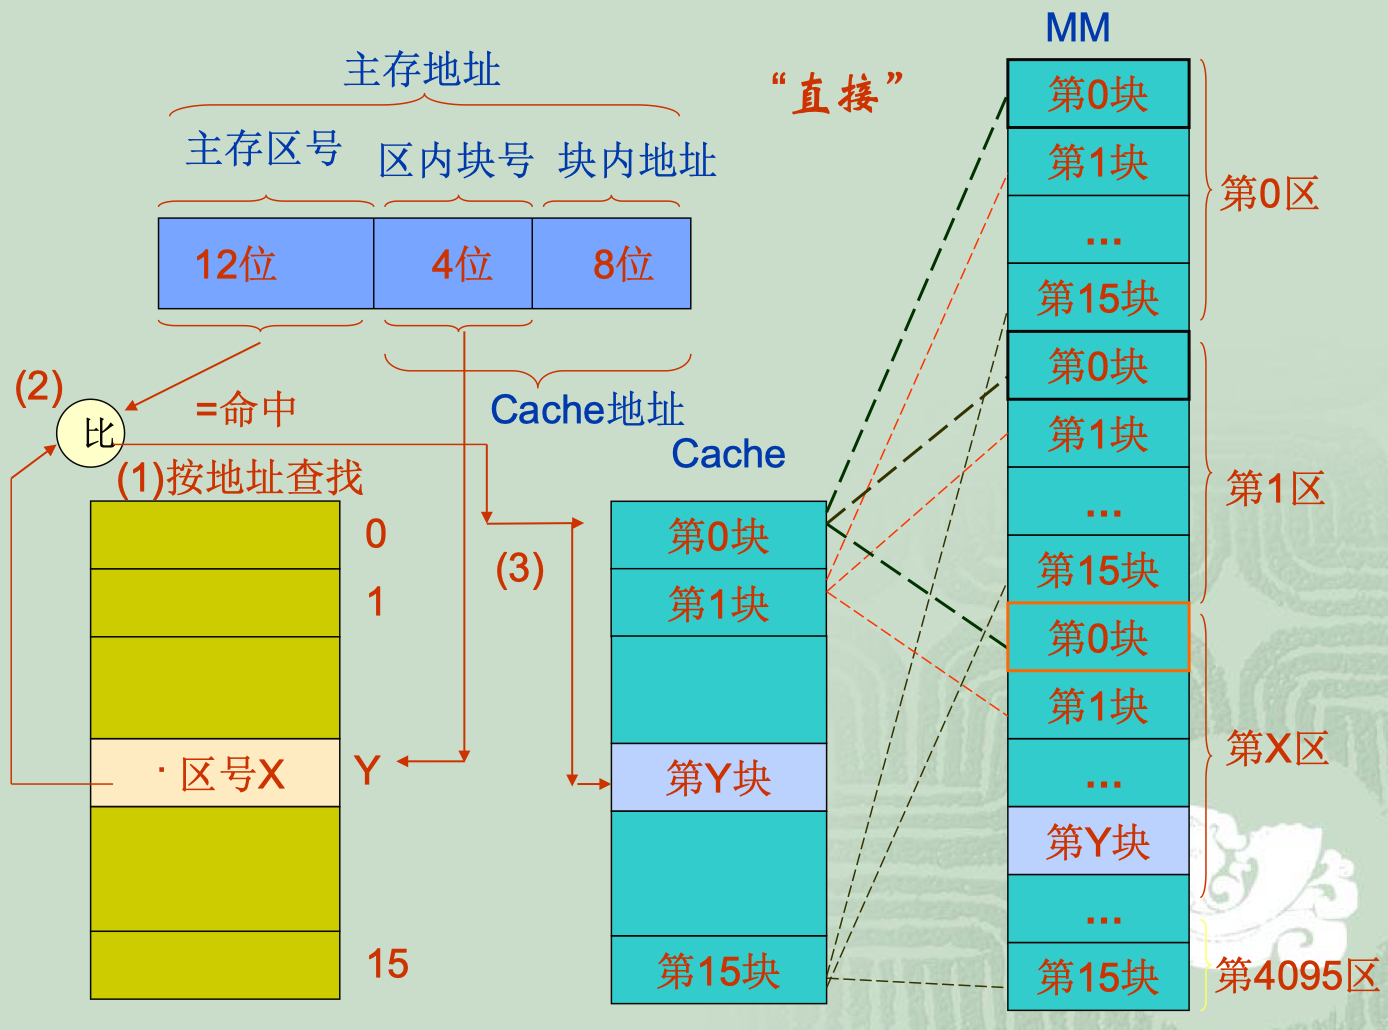 MM
主存地址
“直接”
主存区号 区内块号 块内地址
12位 4位 8位
(2)
=命中
Cache地址
(1)按地址查找
0
1
· 区号X
Y
15
Cache
(3)
第0块
第1块
第Y块
第15块
第0块
第1块
...
第15块
第0区
第0块
第1块
...
第15块
第1区
第0块
第1块
...
第Y块
...
第X区
第15块
第4095区
比